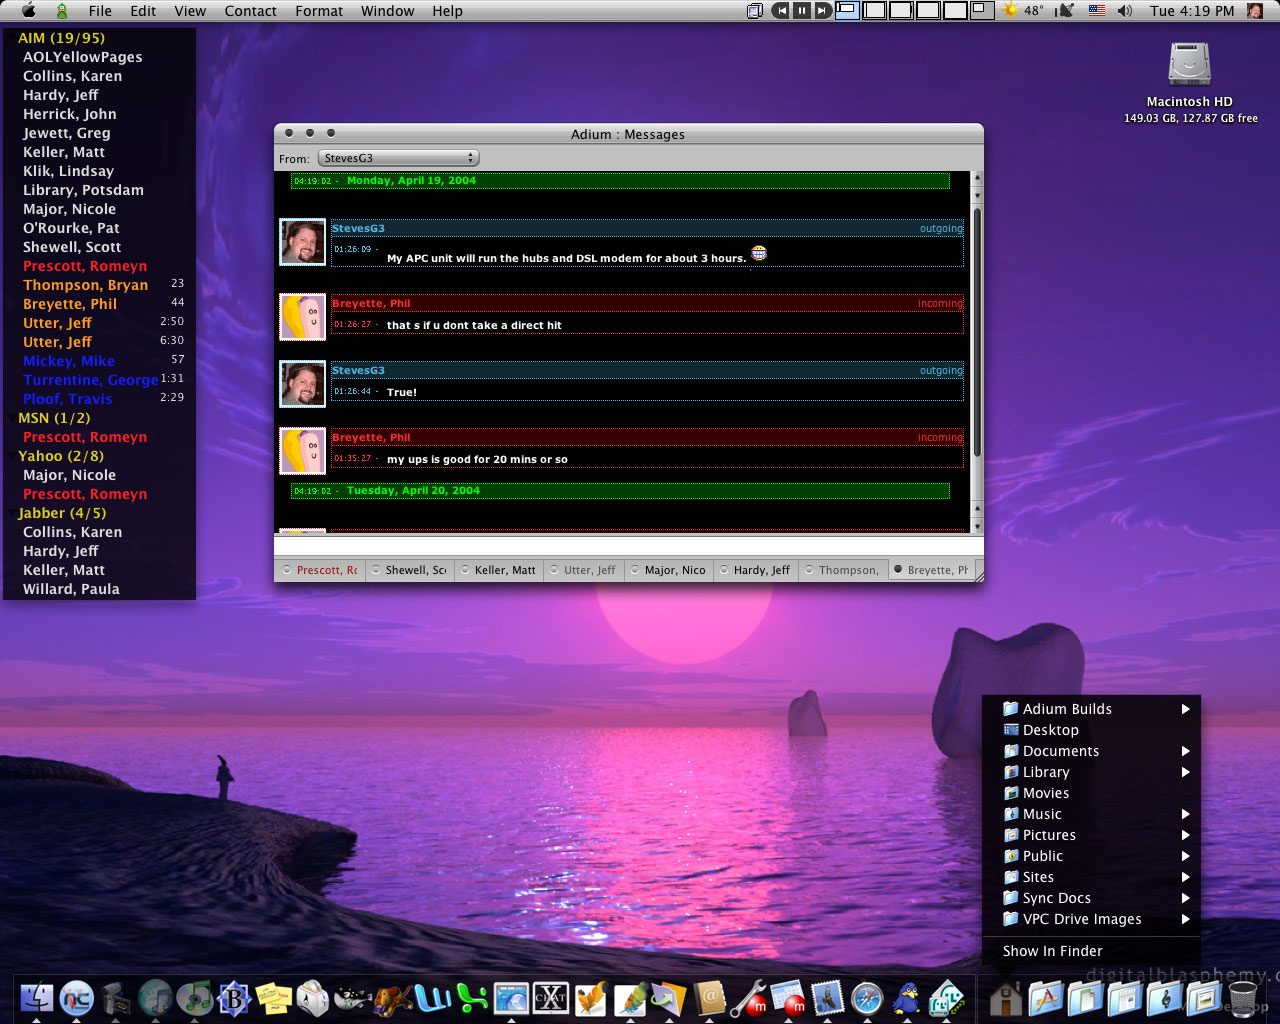 File Edit View Contact Format Window Help 48° Tue 4:19 PM
AIM (19/95)
AOLYellowPages
Collins, Karen
Hardy, Jeff
Herrick, John
Jewett, Greg
Keller, Matt
Klik, Lindsay
Library, Potsdam
Major, Nicole
O'Rourke, Pat
Shewell, Scott
Prescott, Romeyn
Thompson, Bryan 23
Breyette, Phil 44
Utter, Jeff 2:50
Utter, Jeff 6:30
Mickey, Mike 57
Turrentine, George 1:31
Ploof, Travis 2:29
MSN (1/2)
Prescott, Romeyn
Yahoo (2/8)
Major, Nicole
Prescott, Romeyn
Jabber (4/5)
Collins, Karen
Hardy, Jeff
Keller, Matt
Willard, Paula
Macintosh HD
149.03 GB, 127.87 GB free
Adium : Messages
From: StevesG3
04:19:02 - Monday, April 19, 2004
StevesG3 outgoing
01:26:09 - My APC unit will run the hubs and DSL modem for about 3 hours.
Breyette, Phil incoming
01:26:27 - that s if u dont take a direct hit
StevesG3 outgoing
01:26:44 - True!
Breyette, Phil incoming
01:35:27 - my ups is good for 20 mins or so
04:19:02 - Tuesday, April 20, 2004
Prescott, Ro Shewell, Sco Keller, Matt Utter, Jeff Major, Nico Hardy, Jeff Thompson, Breyette, Ph
Adium Builds
Desktop
Documents
Library
Movies
Music
Pictures
Public
Sites
Sync Docs
VPC Drive Images
Show In Finder
digitalblasphemy.c